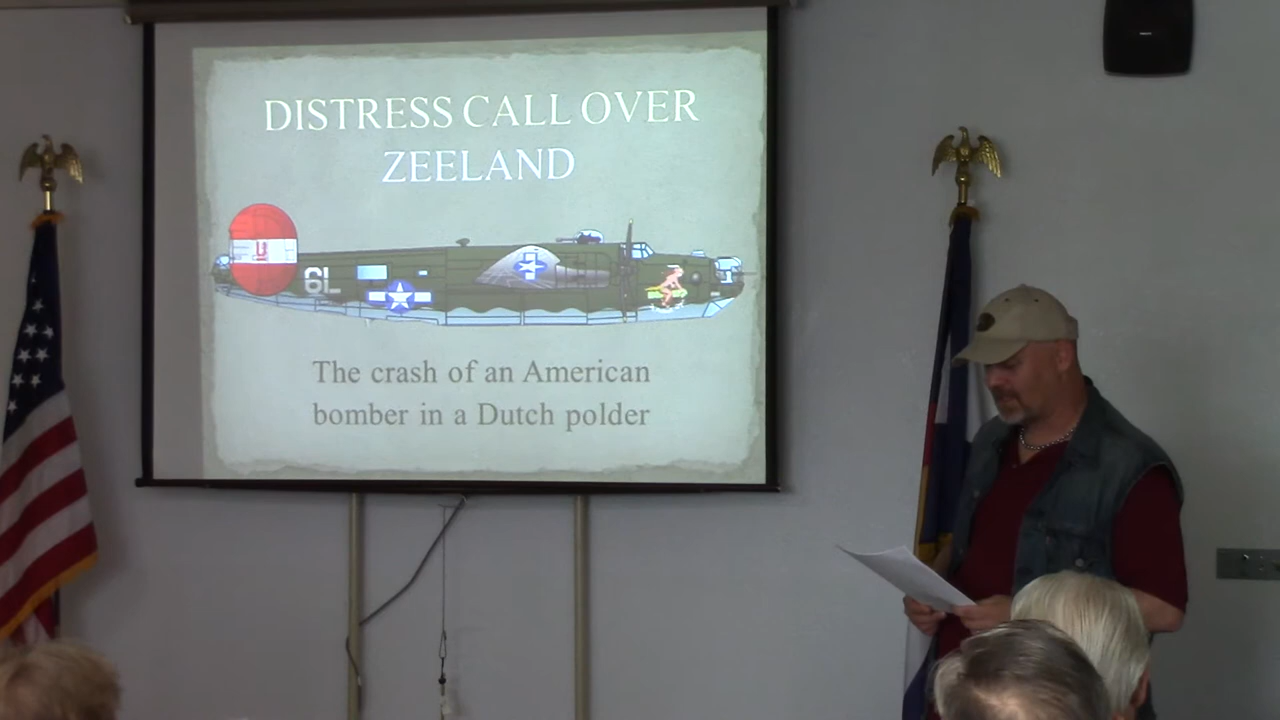 DISTRESS CALL OVER
ZEELAND
U
6L
The crash of an American
bomber in a Dutch polder